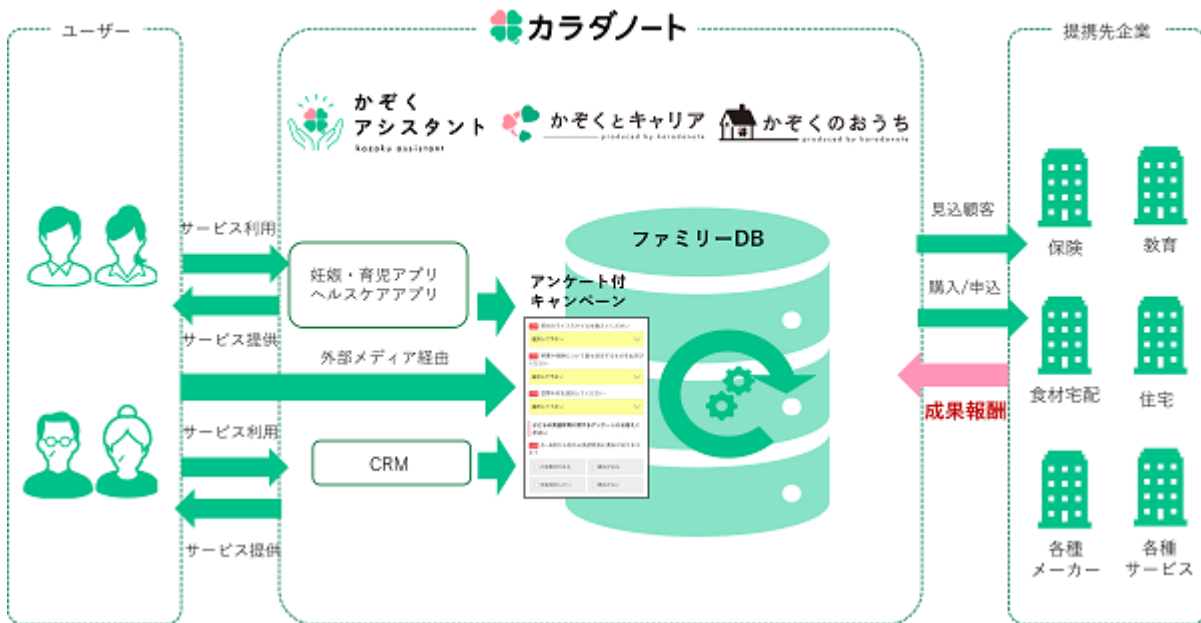 ユーザー
カラダノート
提携先企業
かぞく
アシスタント
kazoku assistant
かぞくとキャリア
produced by karadanote
かぞくのおうち
produced by karadanote
サービス利用
サービス提供
妊娠・育児アプリ
ヘルスケアアプリ
外部メディア経由
サービス利用
サービス提供
CRM
アンケート付
キャンペーン
ファミリーDB
見込顧客
購入/申込
成果報酬
保険
教育
食材宅配
住宅
各種
メーカー
各種
サービス